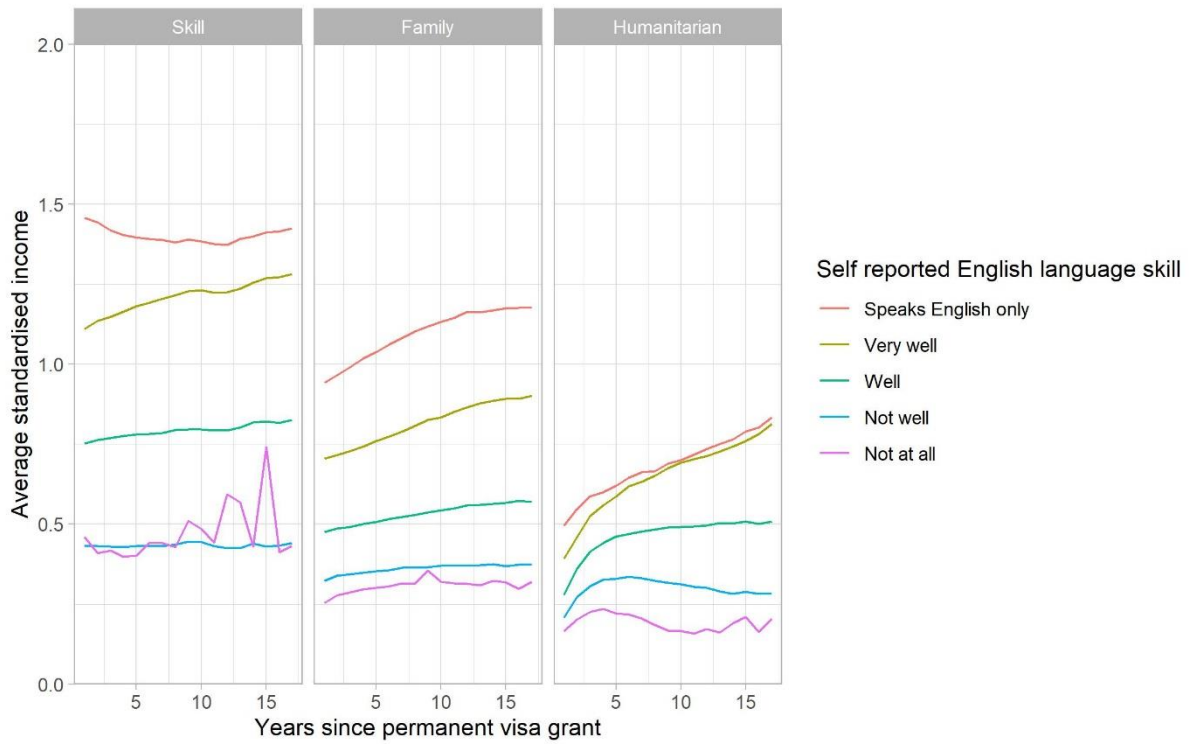 Skill
Family
Humanitarian
2.0
1.5
1.0
0.5
0.0
Average standardised income
5 10 15
5 10 15
5 10 15
Years since permanent visa grant
Self reported English language skill
Speaks English only
Very well
Well
Not well
Not at all